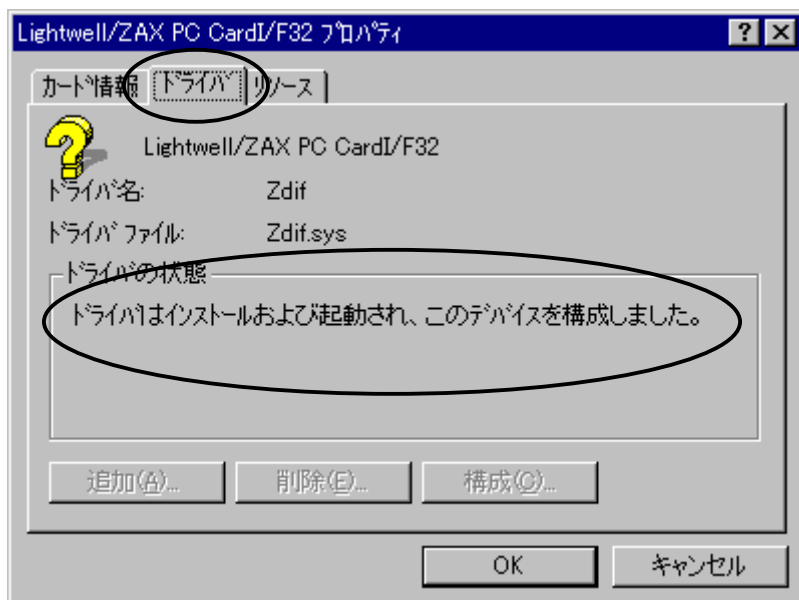 Lightwell/ZAX PC CardI/F32 ﾌﾟﾛﾊﾟﾃｨ
ｶｰﾄﾞ情報 ﾄﾞﾗｲﾊﾞ ﾘｿｰｽ
Lightwell/ZAX PC CardI/F32
ﾄﾞﾗｲﾊﾞ名: Zdif
ﾄﾞﾗｲﾊﾞ ﾌｧｲﾙ: Zdif.sys
ﾄﾞﾗｲﾊﾞの状態
ﾄﾞﾗｲﾊﾞはｲﾝｽﾄｰﾙおよび起動され、このﾃﾞﾊﾞｲｽを構成しました。
追加(A)... 削除(E)... 構成(C)...
OK ｷｬﾝｾﾙ